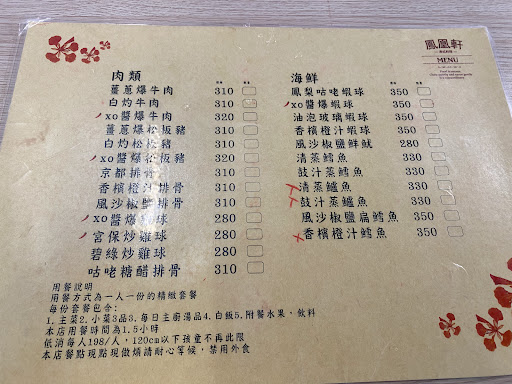 鳳凰軒
MENU
肉類
薑蔥爆牛肉 310
白灼牛肉 310
xo醬爆牛肉 320
薑蔥爆松板豬 310
白灼松板豬 310
xo醬爆松板豬 320
京都排骨 310
香檳橙汁排骨 310
風沙椒鹽排骨 310
xo醬爆雞球 280
宮保炒雞球 280
碧綠炒雞球 280
咕咾糖醋排骨 310
海鮮
鳳梨咕咾蝦球 350
xo醬爆蝦球 350
油泡玻璃蝦球 350
香檳橙汁蝦球 350
風沙椒鹽鮮魷 280
清蒸鱈魚 330
豉汁蒸鱈魚 330
清蒸鱸魚 330
豉汁蒸鱸魚 330
風沙椒鹽扁鱈魚 350
香檳橙汁鱈魚 350
用餐說明
用餐方式為一人一份的精緻套餐
每份套餐包含:
1.主菜2.小菜3品3.每日主廚湯品4.白飯5.附餐水果,飲料
本店用餐時間為1.5小時
低消每人198/人,120cm以下孩童不再此限
本店餐點現點現做煩請耐心等候,禁用外食